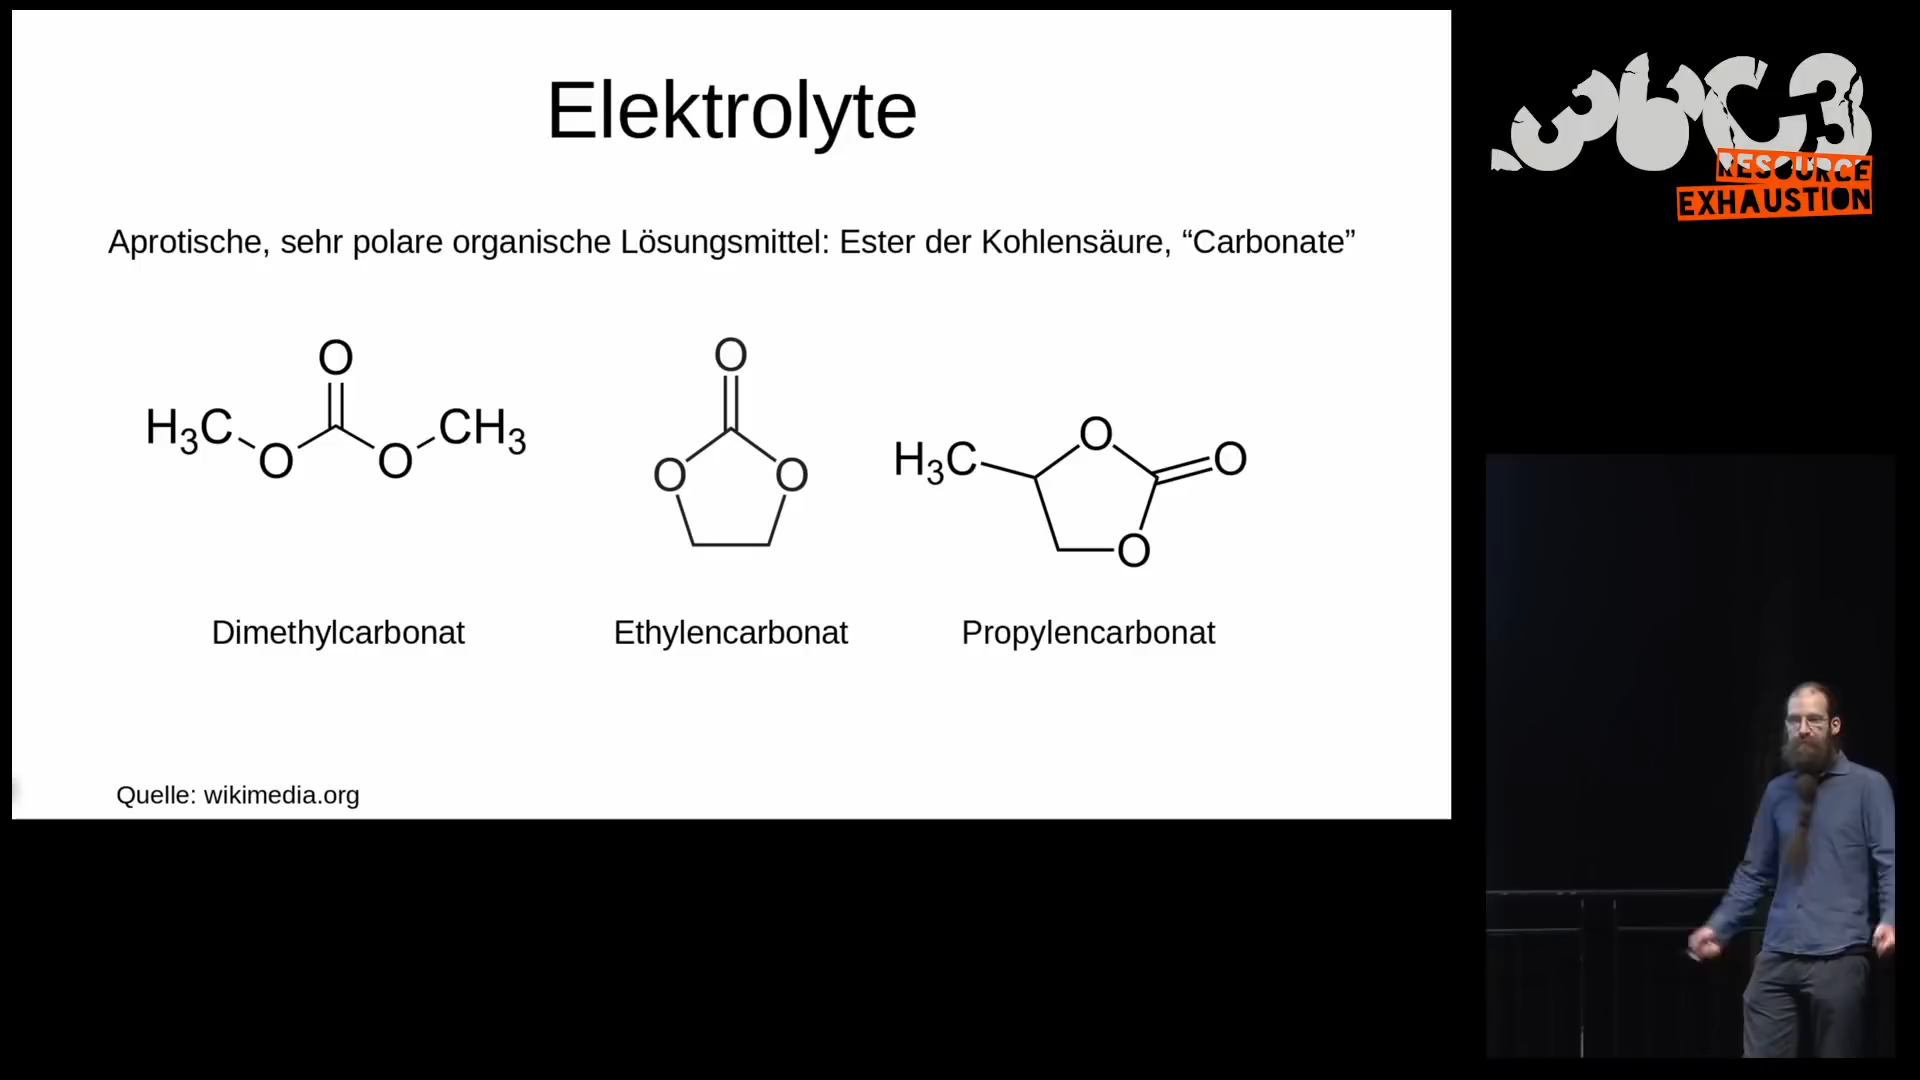 Elektrolyte
Aprotische, sehr polare organische Lösungsmittel: Ester der Kohlensäure, “Carbonate”
O
H₃C
O
O
CH₃
O
O
O
H₃C
O
O
O
Dimethylcarbonat
Ethylencarbonat
Propylencarbonat
Quelle: wikimedia.org
36C3
RESOURCE
EXHAUSTION